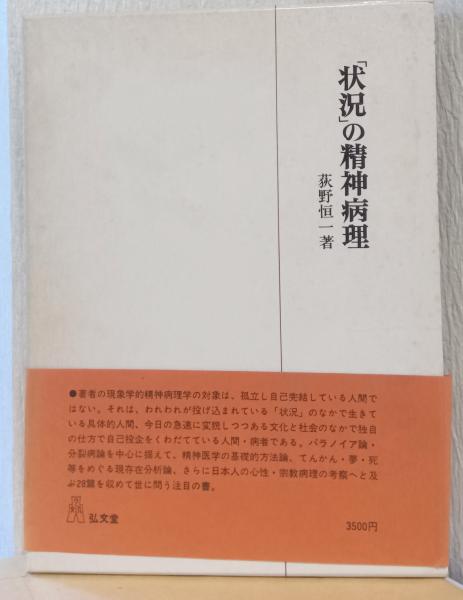 「状況」の精神病理
荻野恒一著
●著者の現象学的精神病理学の対象は、孤立し自己完結している人間で
はない。それは、われわれが投げ込まれている「状況」のなかで生きて
いる具体的人間、今日の急速に変貌しつつある文化と社会のなかで独自
の仕方で自己投企をくわだてている人間・病者である。パラノイア論・
分裂病論を中心に据えて、精神医学の基礎的方法論、てんかん・夢・死
等をめぐる現存在分析論、さらに日本人の心性・宗教病理の考察へと及
ぶ28篇を収めて世に問う注目の書。
弘文堂
3500円